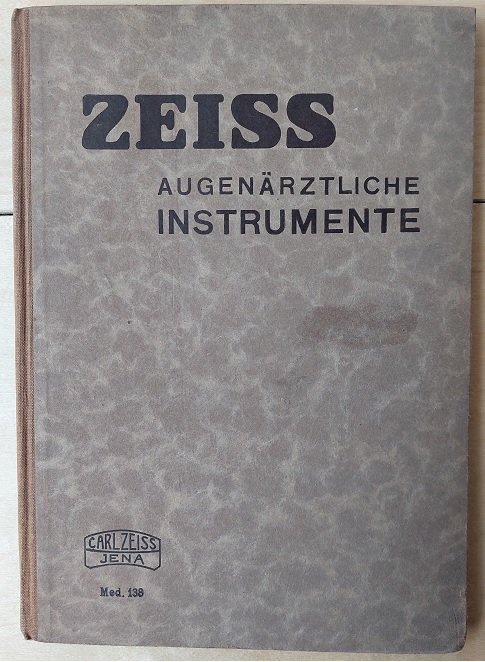 ZEISS
AUGENÄRZTLICHE
INSTRUMENTE
CARL ZEISS
JENA
Med. 138